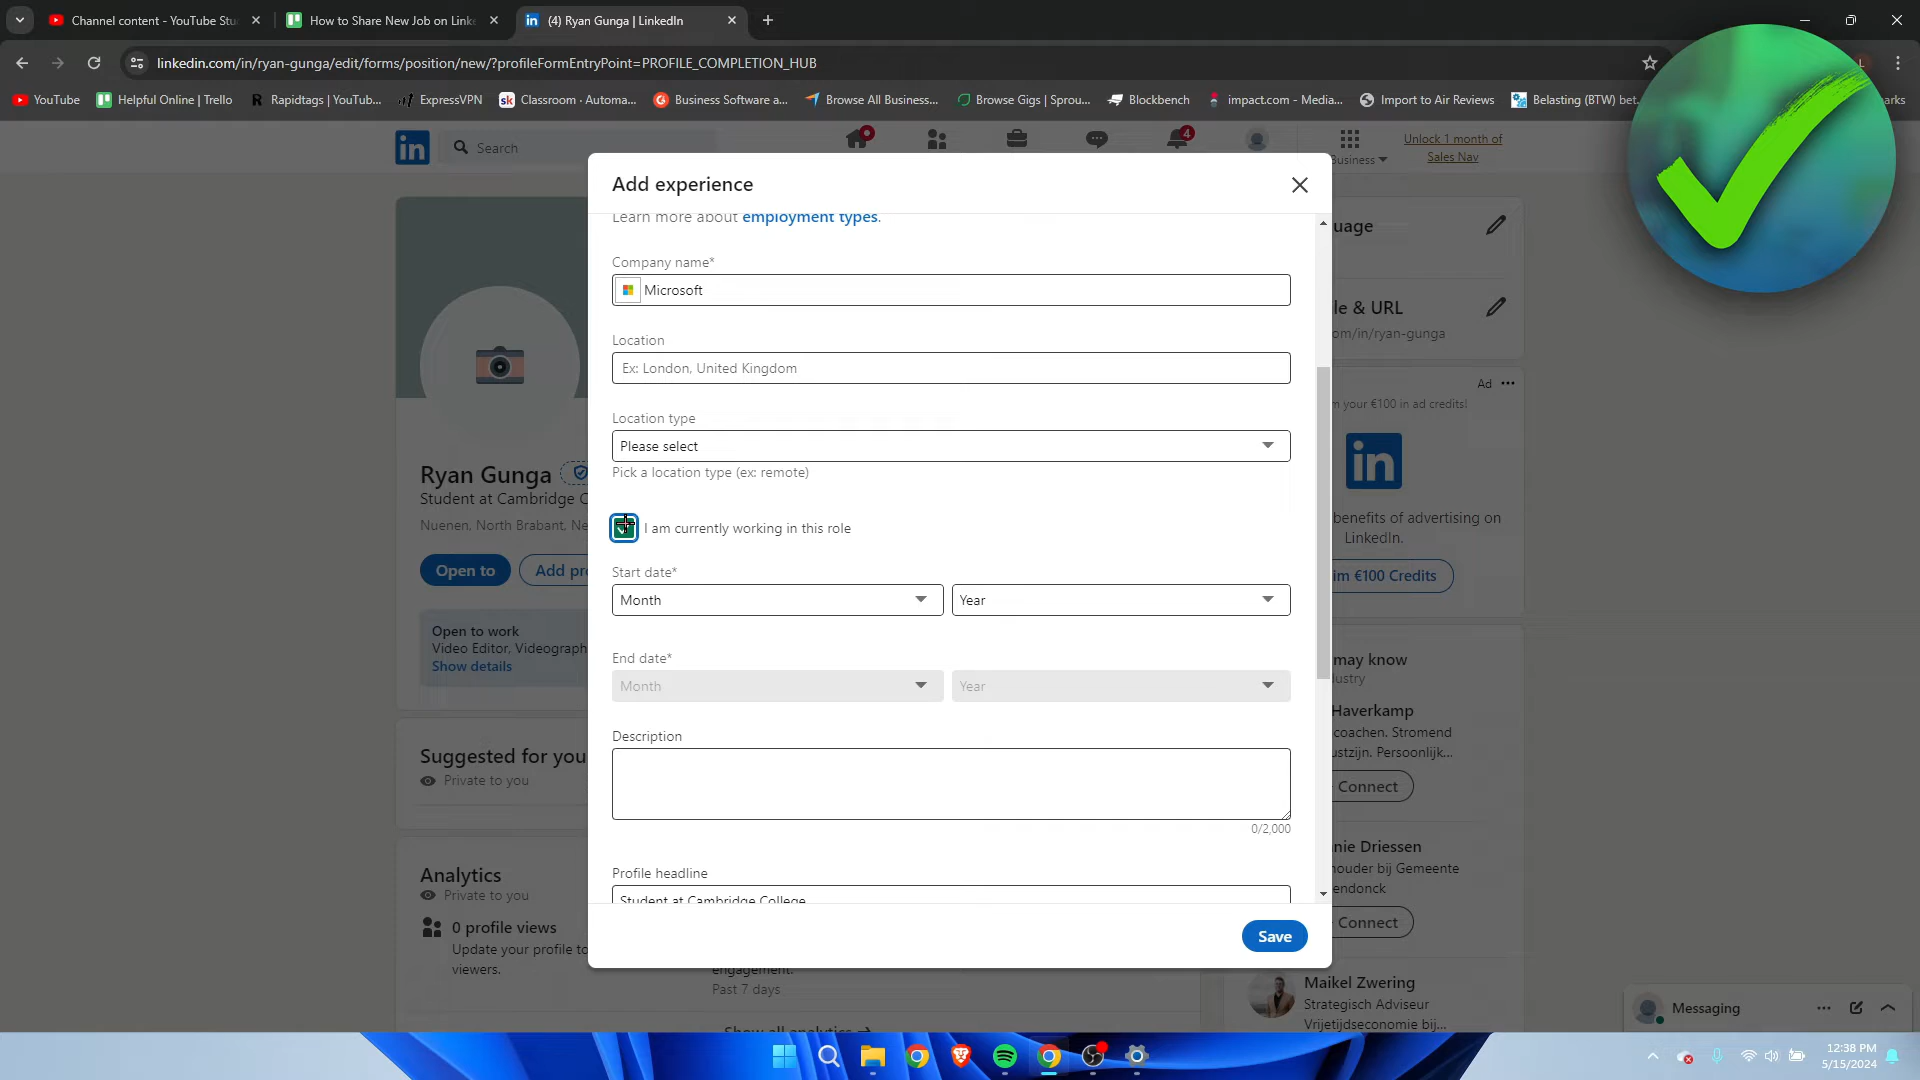 Channel content - YouTube Stu
How to Share New Job on Linke
(4) Ryan Gunga | LinkedIn
linkedin.com/in/ryan-gunga/edit/forms/position/new/?profileFormEntryPoint=PROFILE_COMPLETION_HUB
YouTube
Helpful Online | Trello
Rapidtags | YouTub...
ExpressVPN
Classroom · Automa...
Business Software a...
Browse All Business...
Browse Gigs | Sprou...
Blockbench
impact.com - Media...
Import to Air Reviews
Belasting (BTW) bet...
arks
Search
4
Business
Unlock 1 month of
Sales Nav
Add experience
Learn more about employment types.
Company name*
Microsoft
Location
Ex: London, United Kingdom
Location type
Please select
Pick a location type (ex: remote)
I am currently working in this role
Start date*
Month
Year
End date*
Month
Year
Description
0/2,000
Profile headline
Student at Cambridge College
Save
Ryan Gunga
Student at Cambridge C
Nuenen, North Brabant, Ne
Open to
Add pr
Open to work
Video Editor, Videograph
Show details
Suggested for you
Private to you
Analytics
Private to you
0 profile views
Update your profile to
viewers.
engagement.
Past 7 days
Show all analytics →
uage
le & URL
om/in/ryan-gunga
Ad
m your €100 in ad credits!
in
benefits of advertising on
LinkedIn.
im €100 Credits
may know
ustry
Haverkamp
coachen. Stromend
ustzijn. Persoonlijk...
Connect
nie Driessen
houder bij Gemeente
endonck
Connect
Maikel Zwering
Strategisch Adviseur
Vrijetijdseconomie bij...
Messaging
12:38 PM
5/15/2024